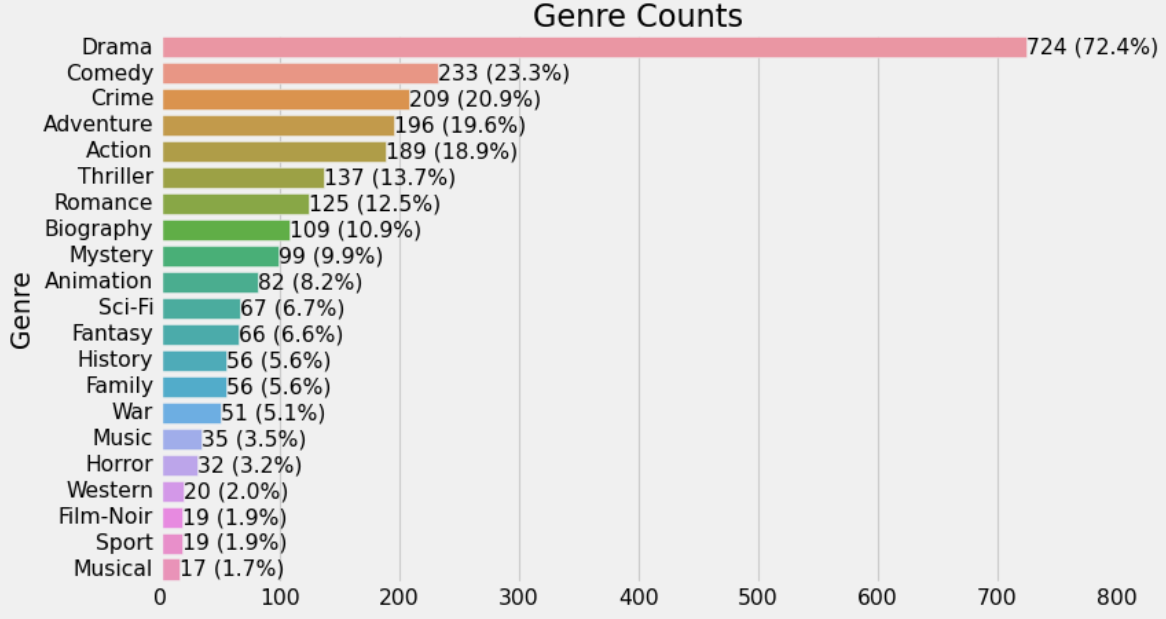 Genre Counts
Genre
Drama 724 (72.4%)
Comedy 233 (23.3%)
Crime 209 (20.9%)
Adventure 196 (19.6%)
Action 189 (18.9%)
Thriller 137 (13.7%)
Romance 125 (12.5%)
Biography 109 (10.9%)
Mystery 99 (9.9%)
Animation 82 (8.2%)
Sci-Fi 67 (6.7%)
Fantasy 66 (6.6%)
History 56 (5.6%)
Family 56 (5.6%)
War 51 (5.1%)
Music 35 (3.5%)
Horror 32 (3.2%)
Western 20 (2.0%)
Film-Noir 19 (1.9%)
Sport 19 (1.9%)
Musical 17 (1.7%)
0 100 200 300 400 500 600 700 800